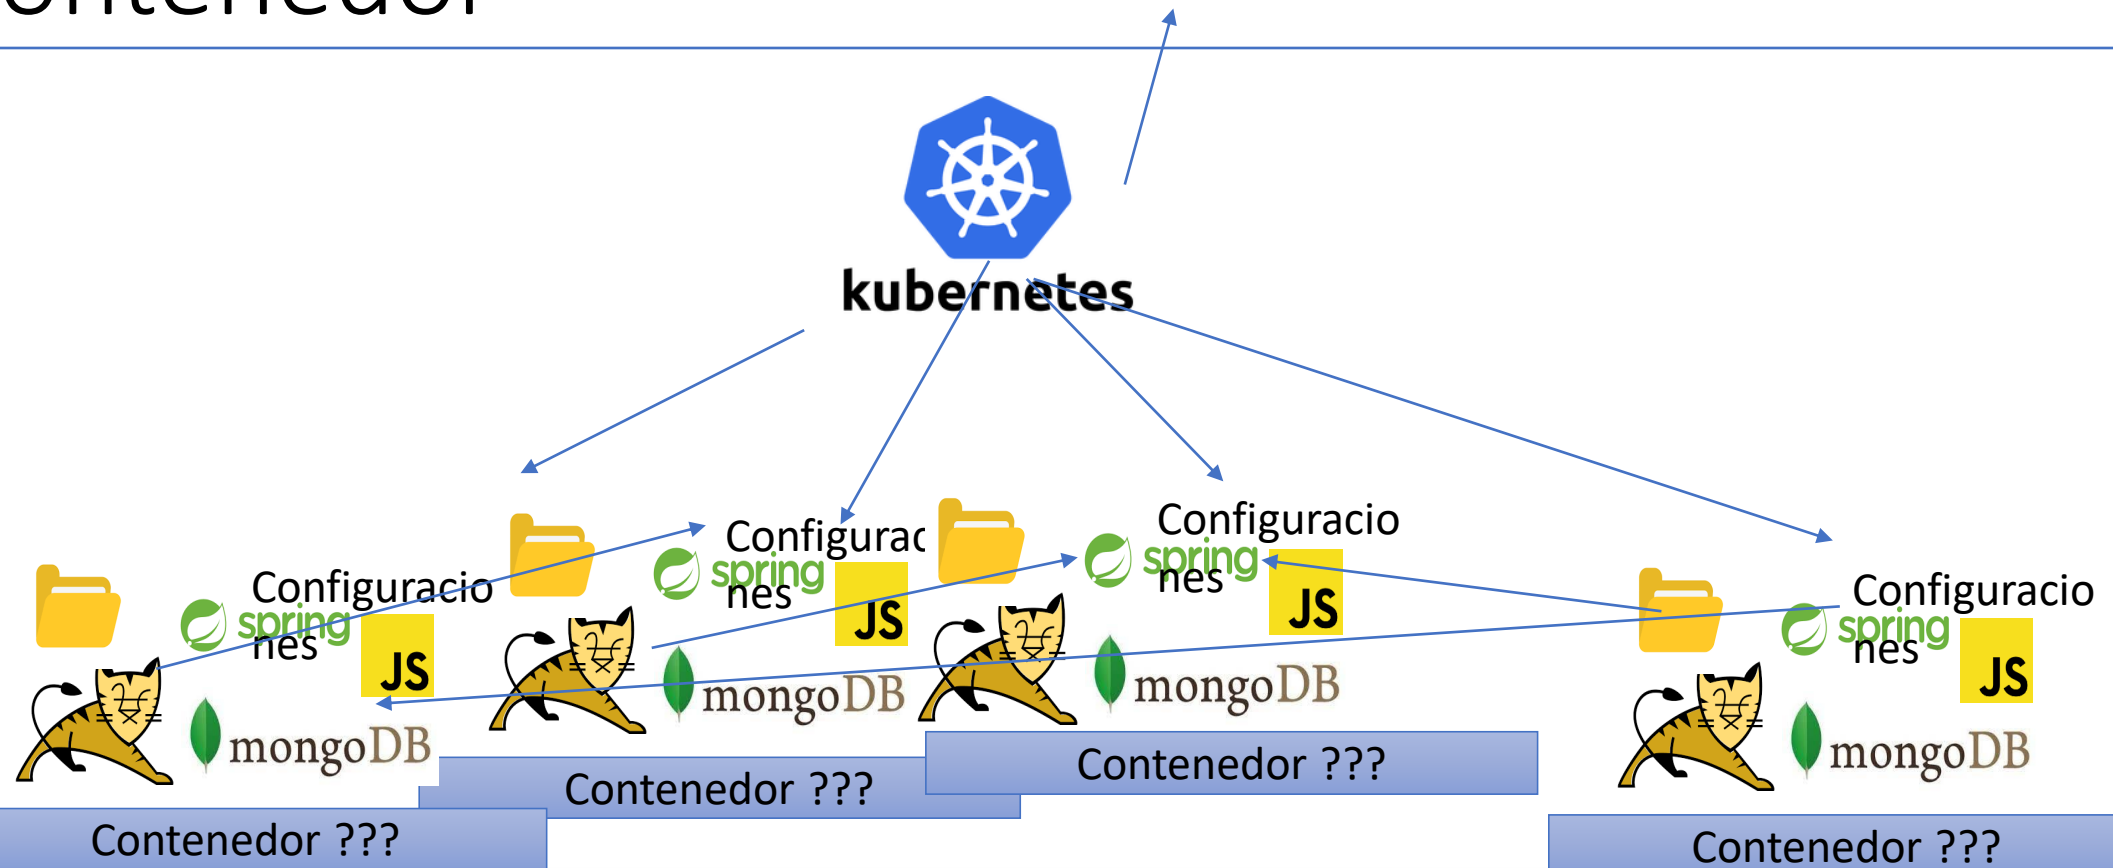 ontenedor
kubernetes
Configuracio
nes
spring
JS
mongoDB
Contenedor ???
Configurac
nes
spring
JS
mongoDB
Contenedor ???
Configuracio
nes
spring
JS
mongoDB
Contenedor ???
Configuracio
nes
spring
JS
mongoDB
Contenedor ???